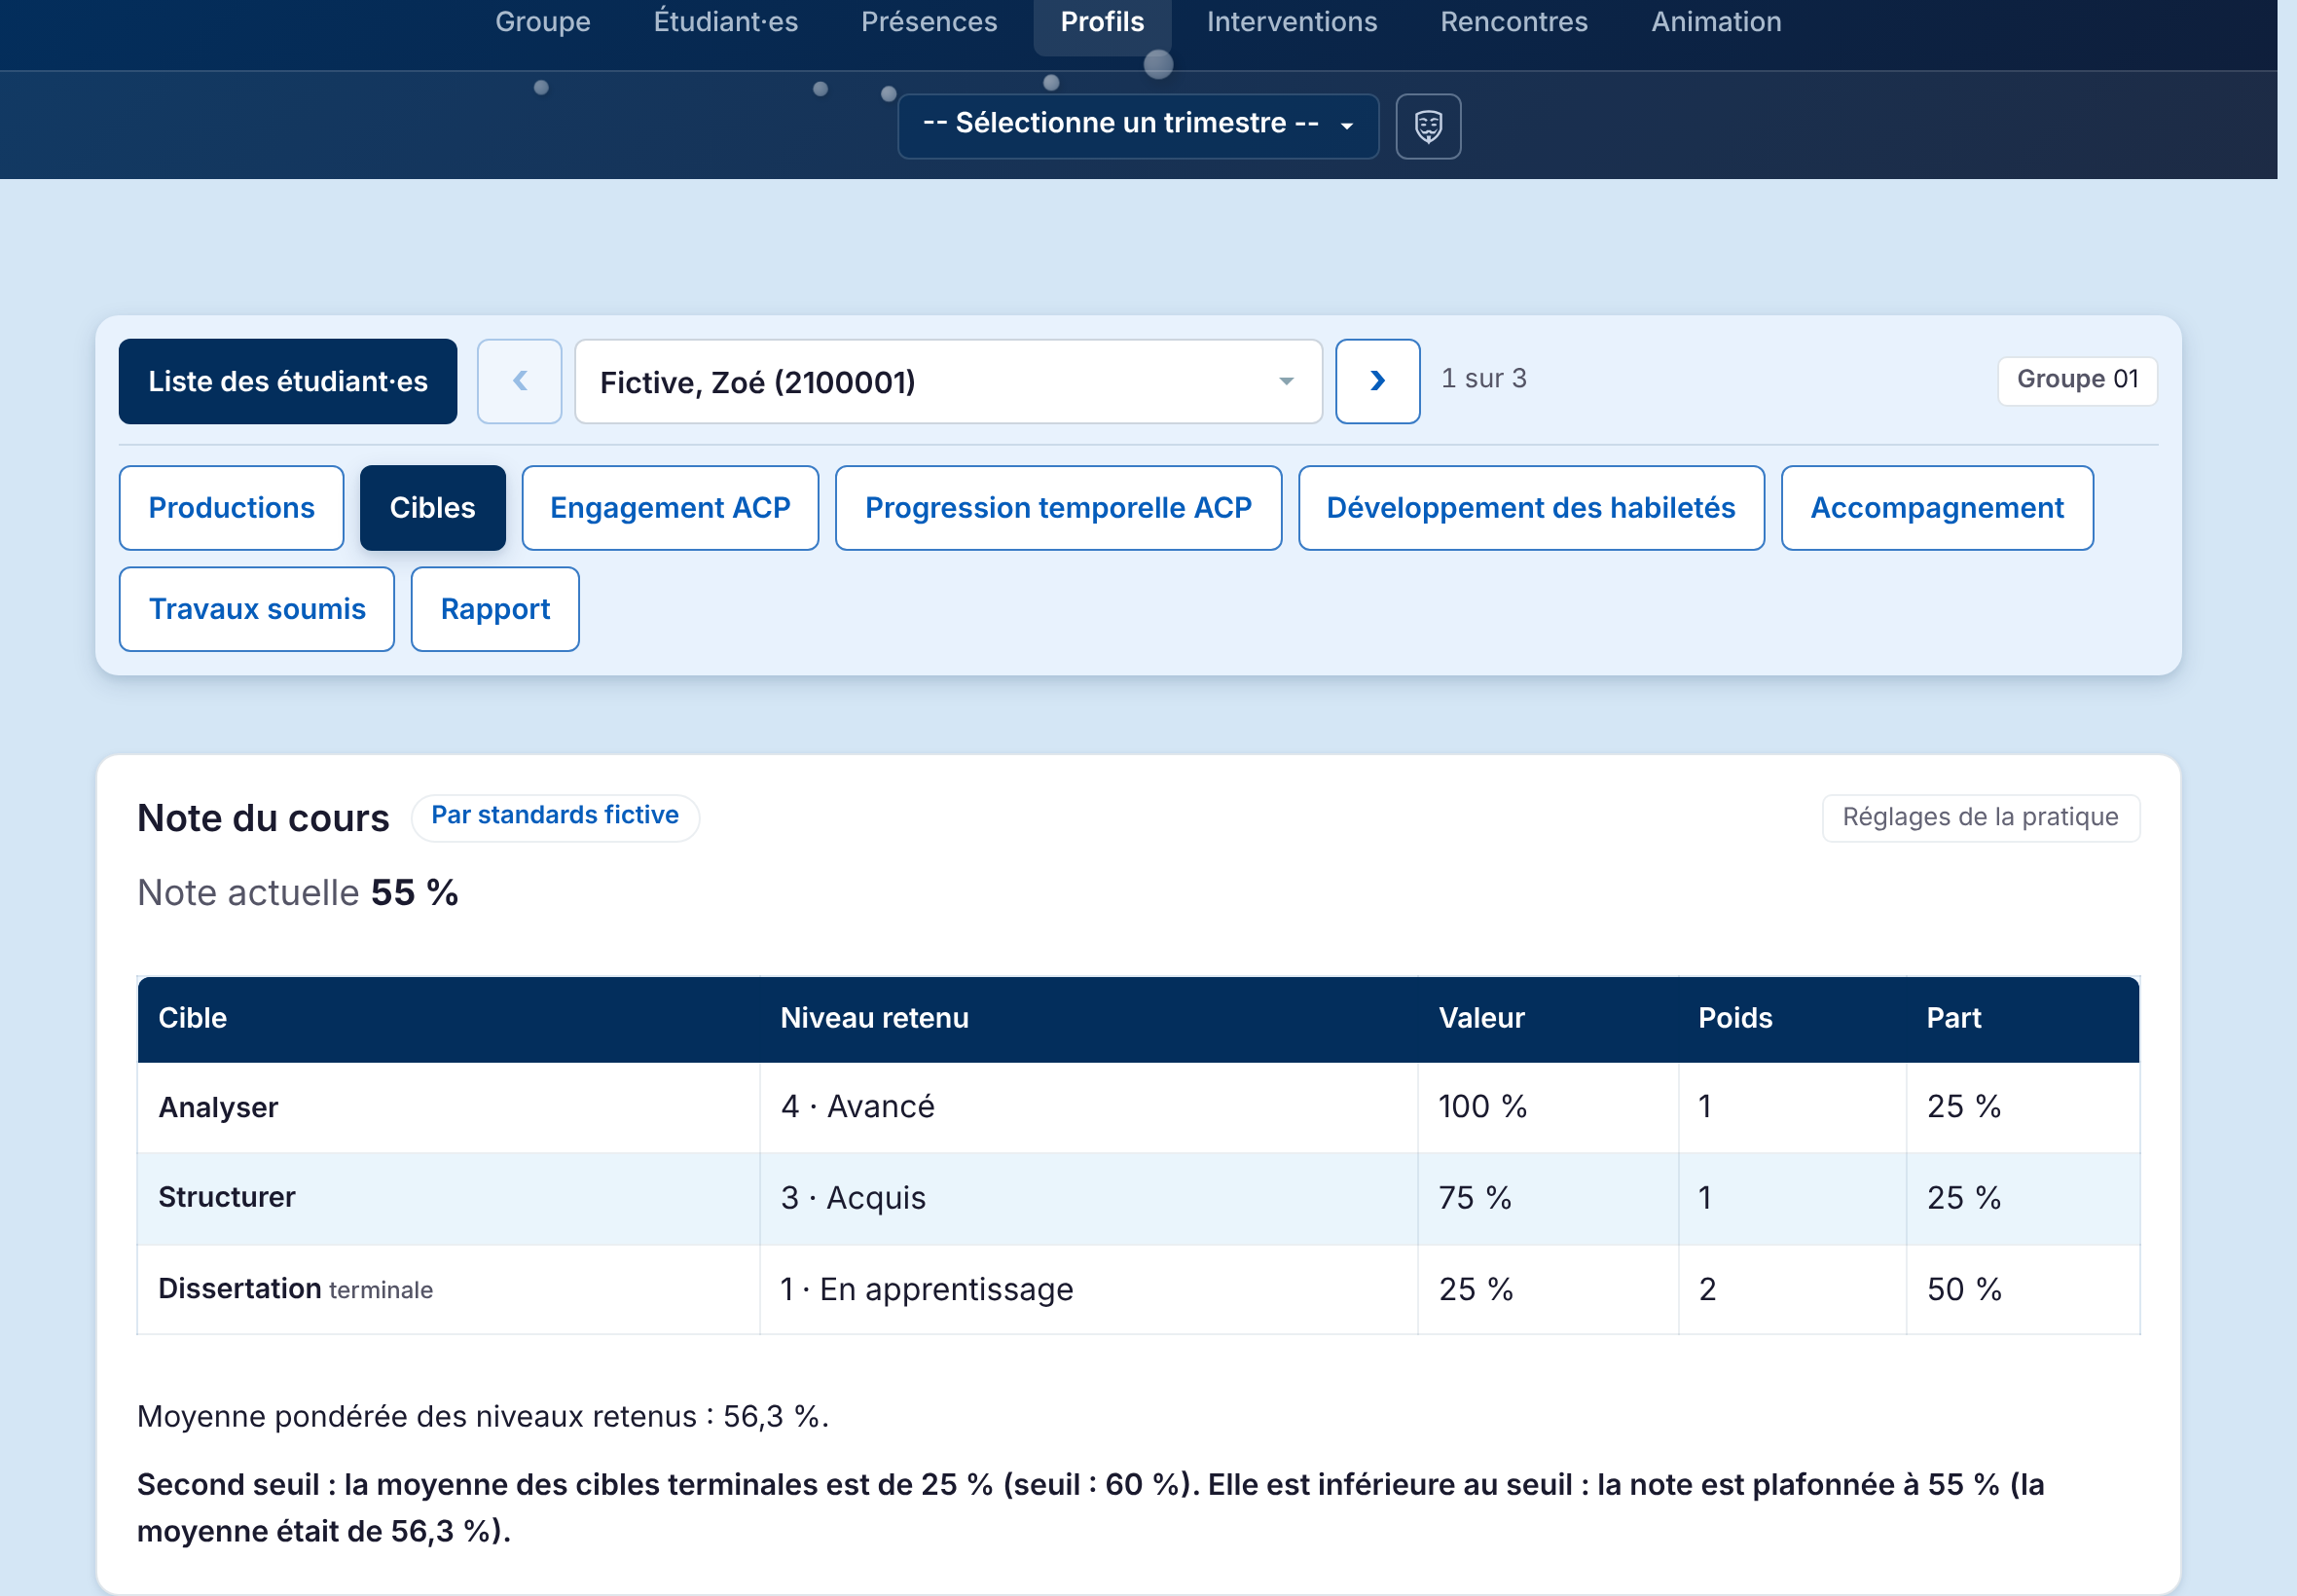 Groupe Étudiant·es Présences Profils Interventions Rencontres Animation
-- Sélectionne un trimestre --
Liste des étudiant·es ‹ Fictive, Zoé (2100001) › 1 sur 3 Groupe 01
Productions Cibles Engagement ACP Progression temporelle ACP Développement des habiletés Accompagnement
Travaux soumis Rapport
Note du cours Par standards fictive Réglages de la pratique
Note actuelle 55 %
Cible Niveau retenu Valeur Poids Part
Analyser 4 · Avancé 100 % 1 25 %
Structurer 3 · Acquis 75 % 1 25 %
Dissertation terminale 1 · En apprentissage 25 % 2 50 %
Moyenne pondérée des niveaux retenus : 56,3 %.
Second seuil : la moyenne des cibles terminales est de 25 % (seuil : 60 %). Elle est inférieure au seuil : la note est plafonnée à 55 % (la
moyenne était de 56,3 %).